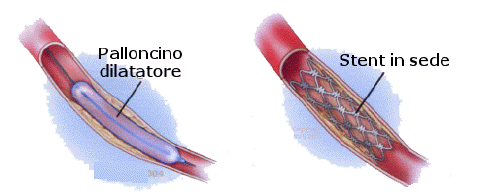 Palloncino
dilatatore
Stent in sede